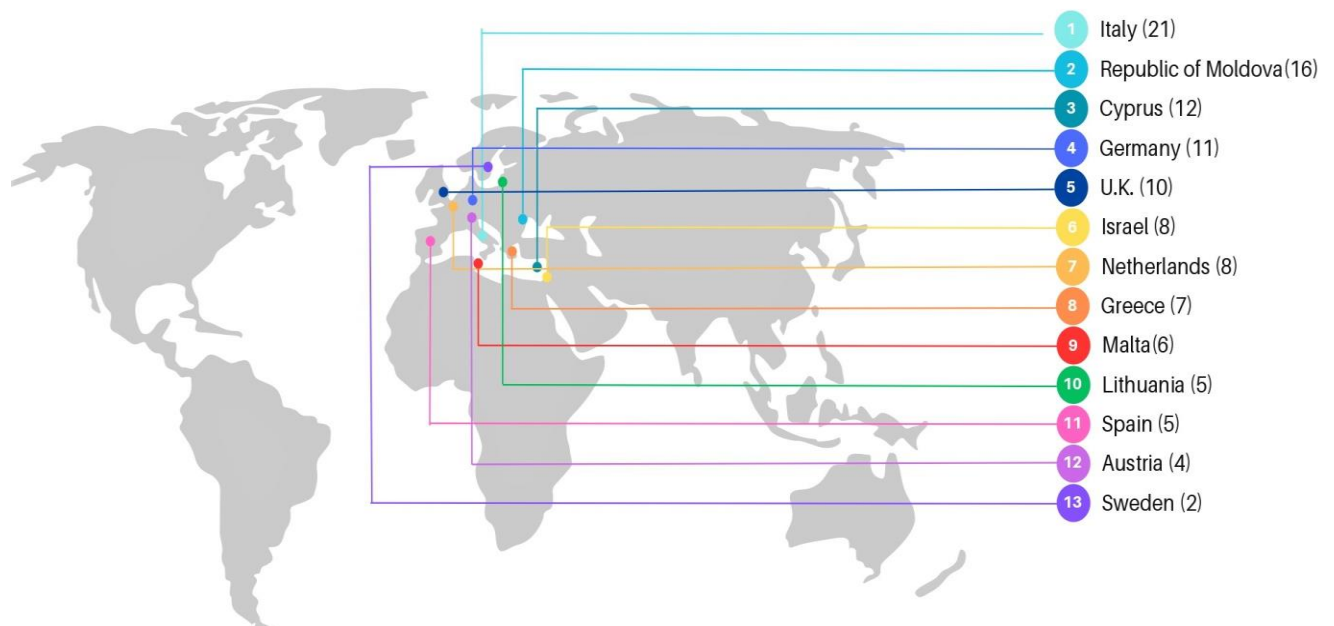 1 Italy (21)
2 Republic of Moldova(16)
3 Cyprus (12)
4 Germany (11)
5 U.K. (10)
6 Israel (8)
7 Netherlands (8)
8 Greece (7)
9 Malta(6)
10 Lithuania (5)
11 Spain (5)
12 Austria (4)
13 Sweden (2)